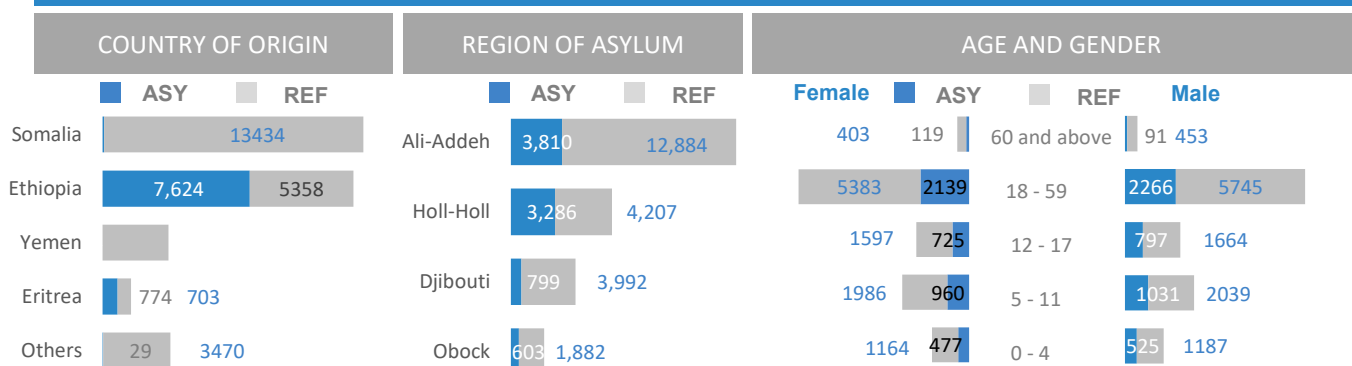 COUNTRY OF ORIGIN
ASY REF
Somalia 13434
Ethiopia 7,624 5358
Yemen
Eritrea 774 703
Others 29 3470
REGION OF ASYLUM
ASY REF
Ali-Addeh 3,810 12,884
Holl-Holl 3,286 4,207
Djibouti 799 3,992
Obock 603 1,882
AGE AND GENDER
Female ASY REF Male
403 119 60 and above 91 453
5383 2139 18 - 59 2266 5745
1597 725 12 - 17 797 1664
1986 960 5 - 11 1031 2039
1164 477 0 - 4 525 1187